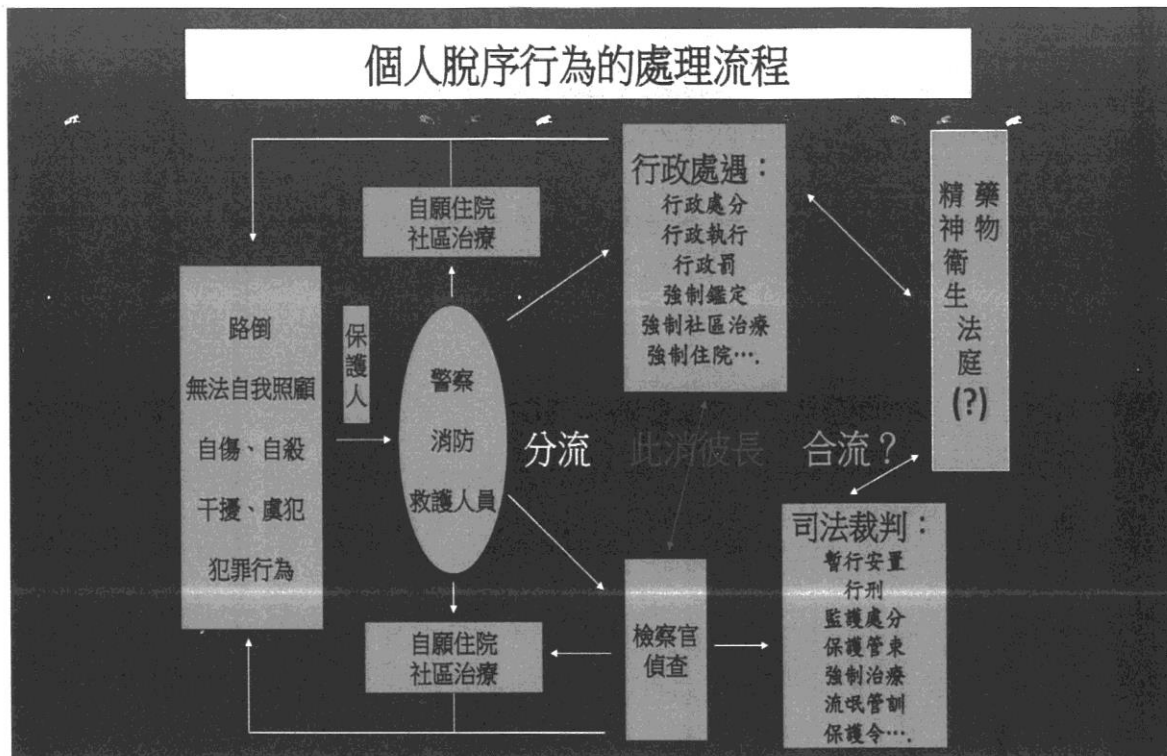 個人脫序行為的處理流程
路倒
無法自我照顧
自傷、自殺
干擾、虞犯
犯罪行為
保護人
自願住院
社區治療
警察
消防
救護人員
自願住院
社區治療
分流
此消彼長
合流？
行政處遇：
行政處分
行政執行
行政罰
強制鑑定
強制社區治療
強制住院….
檢察官
偵查
藥物
精神衛生法庭
(?)
司法裁判：
暫行安置
行刑
監護處分
保護管束
強制治療
流氓管訓
保護令….